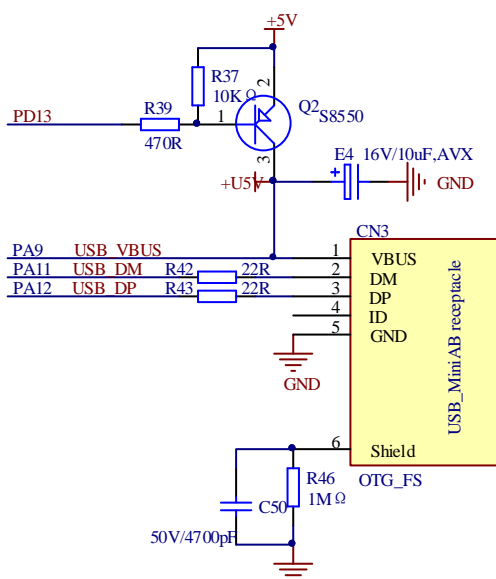 +5V
R37
10KΩ
2
Q2
S8550
PD13
R39
1
470R
3
E4 16V/10uF,AVX
+
+U5V
GND
CN3
PA9 USB_VBUS
1 VBUS
PA11 USB_DM R42 22R
2 DM
PA12 USB_DP R43 22R
3 DP
4 ID
5 GND
GND
USB_MiniAB receptacle
6 Shield
R46
OTG_FS
C50
1MΩ
50V/4700pF